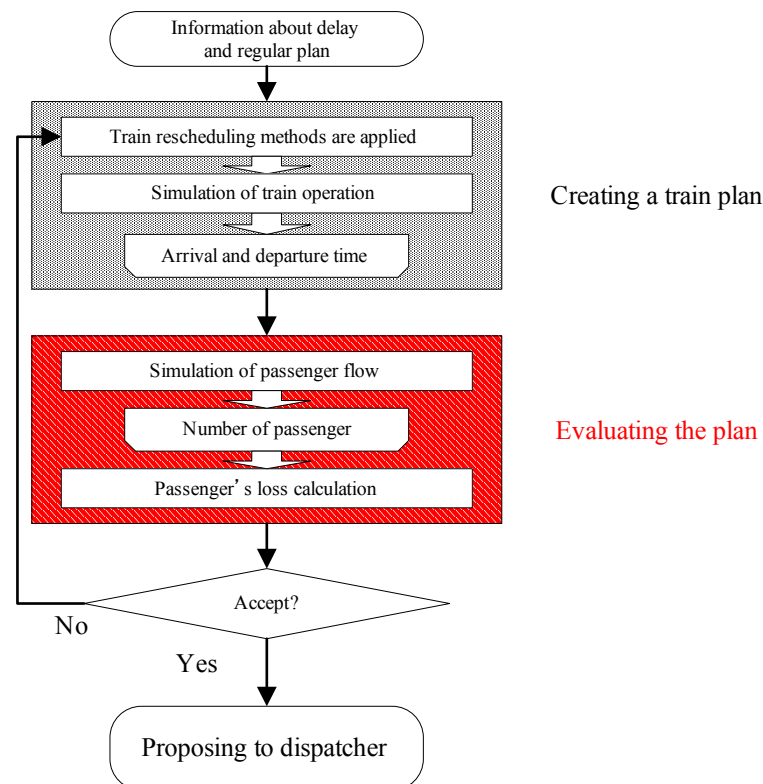 Information about delay
and regular plan
Train rescheduling methods are applied
Simulation of train operation
Creating a train plan
Arrival and departure time
Simulation of passenger flow
Number of passenger
Evaluating the plan
Passenger’s loss calculation
Accept?
No
Yes
Proposing to dispatcher